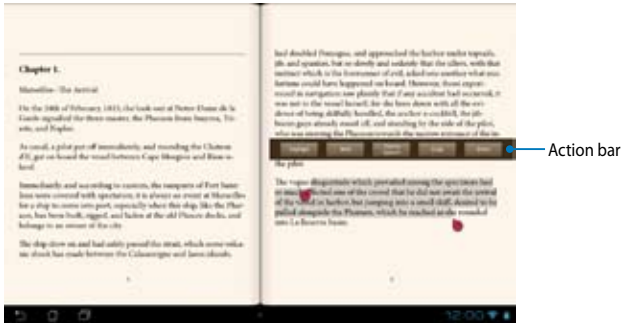 Chapter 1.
Marseilles--The Arrival
On the 24th of February, 1815, the look-out at Notre-Dame de la
Garde signalled the three-master, the Pharaon from Smyrna, Tri-
este, and Naples.
As usual, a pilot put off immediately, and rounding the Chateau
d'If, got on board the vessel between Cape Morgion and Rion is-
land.
Immediately, and according to custom, the ramparts of Fort Saint-
Jean were covered with spectators; it is always an event at Marseilles
for a ship to come into port, especially when this ship, like the Phar-
aon, has been built, rigged, and laden at the old Phocee docks, and
belongs to an owner of the city.
The ship drew on and had safely passed the strait, which some volca-
nic shock has made between the Calasareigne and Jaros islands;
had doubled Pomegue, and approached the harbor under topsails,
jib, and spanker, but so slowly and sedately that the idlers, with that
instinct which is the forerunner of evil, asked one another what mis-
fortune could have happened on board. However, those experi-
enced in navigation saw plainly that if any accident had occurred, it
was not to the vessel herself, for she bore down with all the evi-
dence of being skilfully handled, the anchor a-cockbill, the jib-
boom guys already eased off, and standing by the side of the pilot,
who was steering the Pharaon towards the narrow entrance of the in-
Action bar
the pilot.
The vague disquietude which prevailed among the spectators had
so much affected one of the crowd that he did not await the arrival
of the vessel in harbor, but jumping into a small skiff, desired to be
pulled alongside the Pharaon, which he reached as she rounded
into La Reserve basin.
12:00